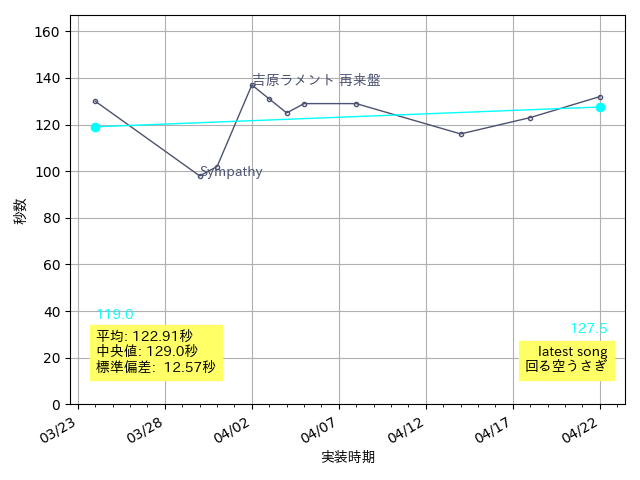 160
140
120
100
80
60
40
20
0
秒数
吉原ラメント 再来盤
Sympathy
119.0
平均: 122.91秒
中央値: 129.0秒
標準偏差: 12.57秒
127.5
latest song
回る空うさぎ
03/23
03/28
04/02
04/07
04/12
04/17
04/22
実装時期